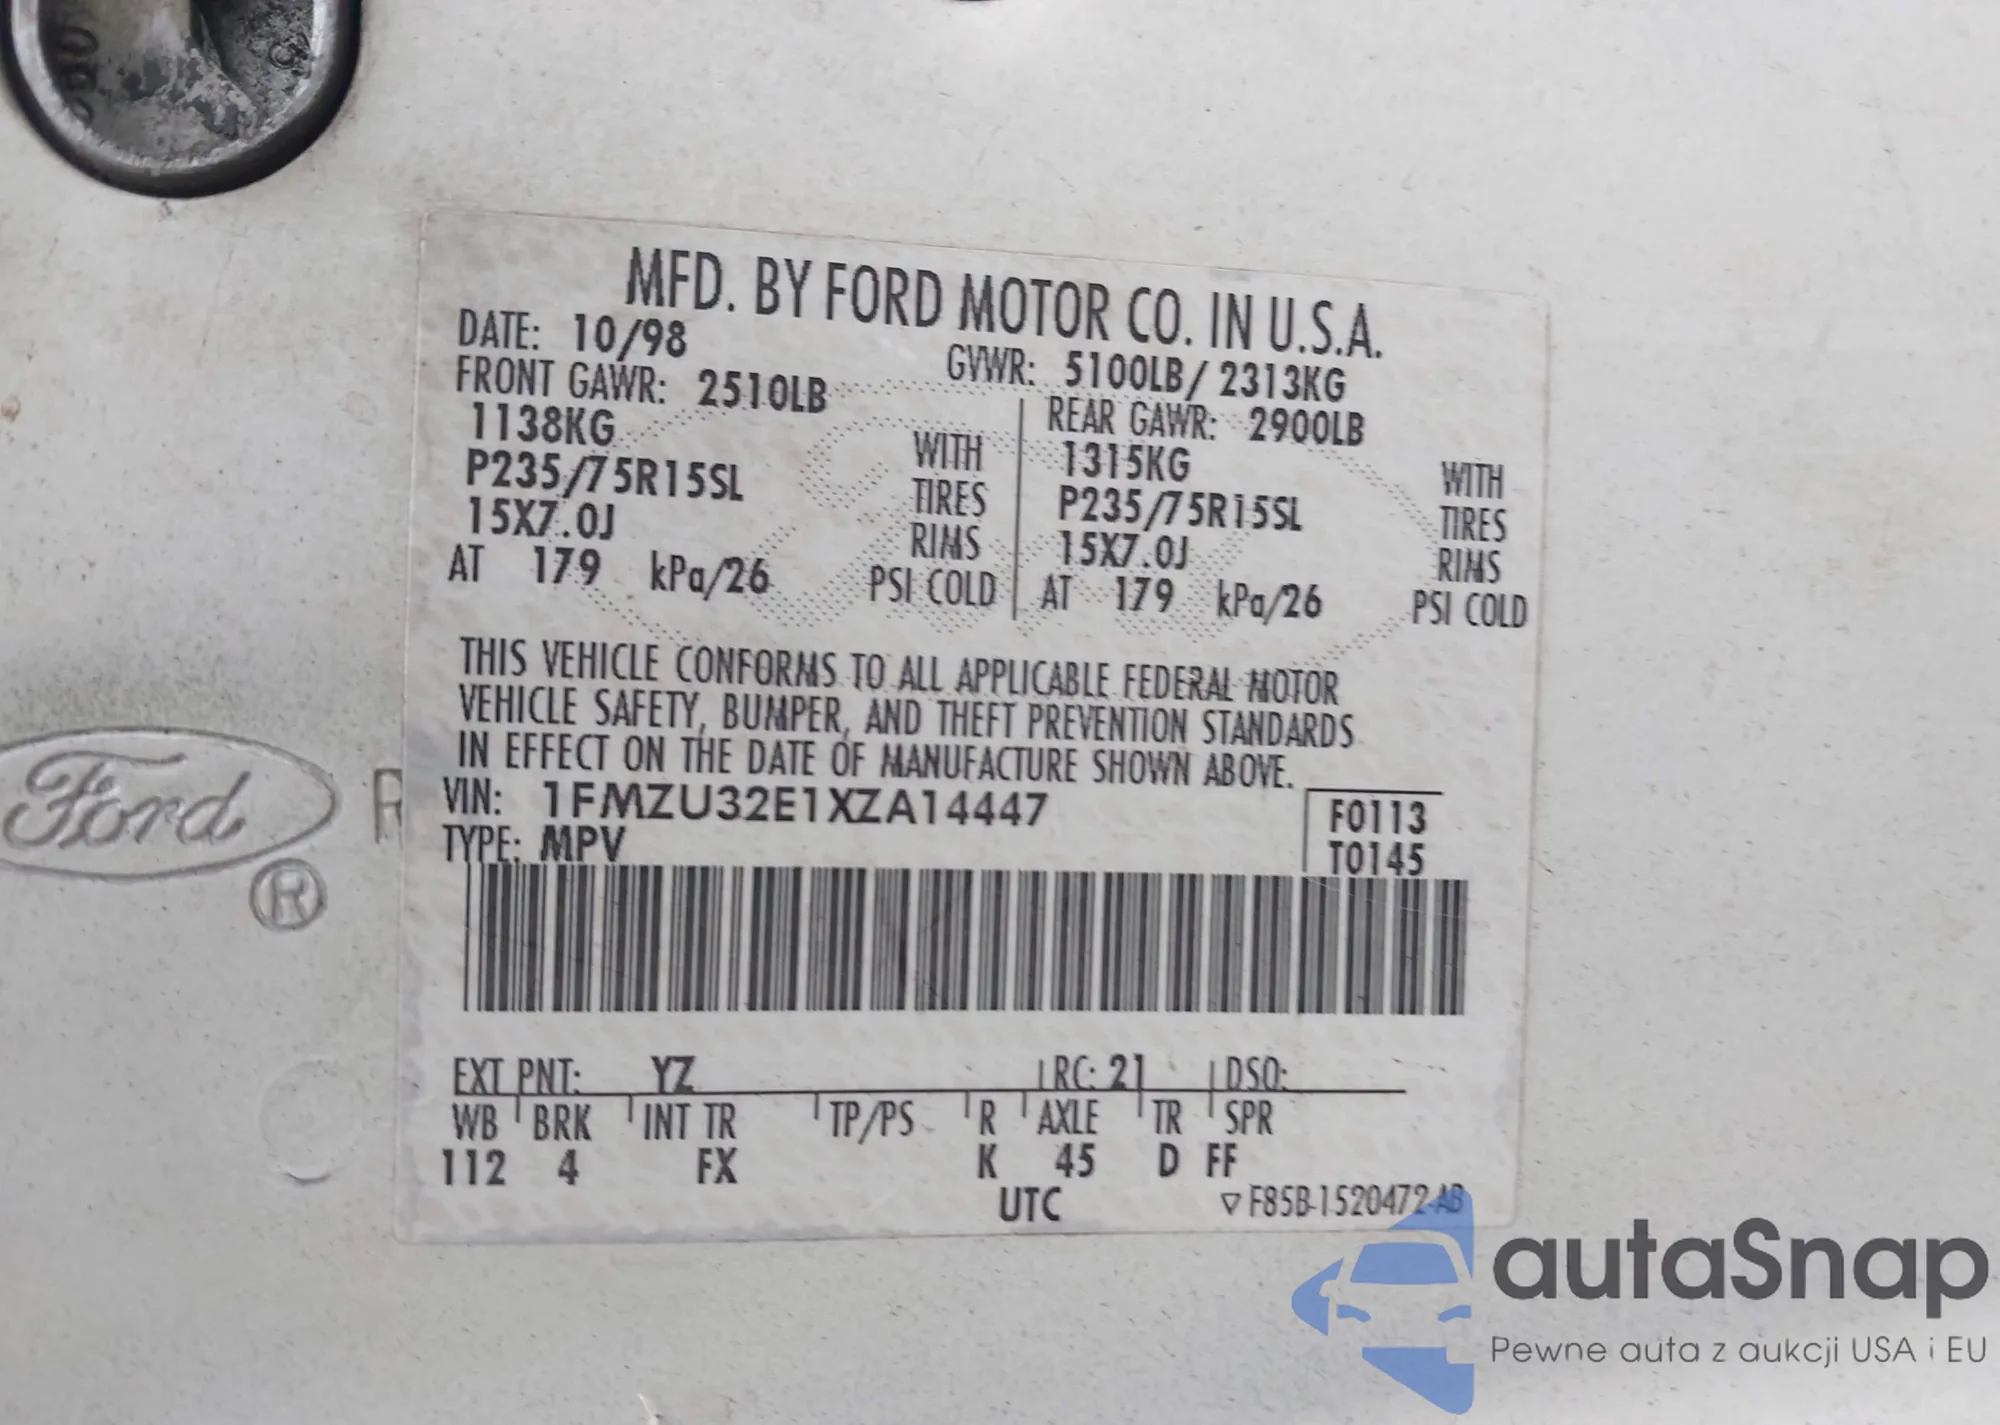 MFD. BY FORD MOTOR CO. IN U.S.A.
DATE: 10/98 GVWR: 5100LB/ 2313KG
FRONT GAWR: 2510LB REAR GAWR: 2900LB
1138KG WITH 1315KG WITH
P235/75R15SL TIRES P235/75R15SL TIRES
15X7.0J RIMS 15X7.0J RIMS
AT 179 kPa/26 PSI COLD AT 179 kPa/26 PSI COLD
THIS VEHICLE CONFORMS TO ALL APPLICABLE FEDERAL MOTOR
VEHICLE SAFETY, BUMPER, AND THEFT PREVENTION STANDARDS
IN EFFECT ON THE DATE OF MANUFACTURE SHOWN ABOVE.
VIN: 1FMZU32E1XZA14447 F0113
TYPE: MPV T0145
EXT PNT: YZ RC: 21 DSO:
WB BRK INT TR TP/PS R AXLE TR SPR
112 4 FX K 45 D FF
UTC ▽F85B-1520472-AB
Ford R
®
autaSnap
Pewne auta z aukcji USA i EU